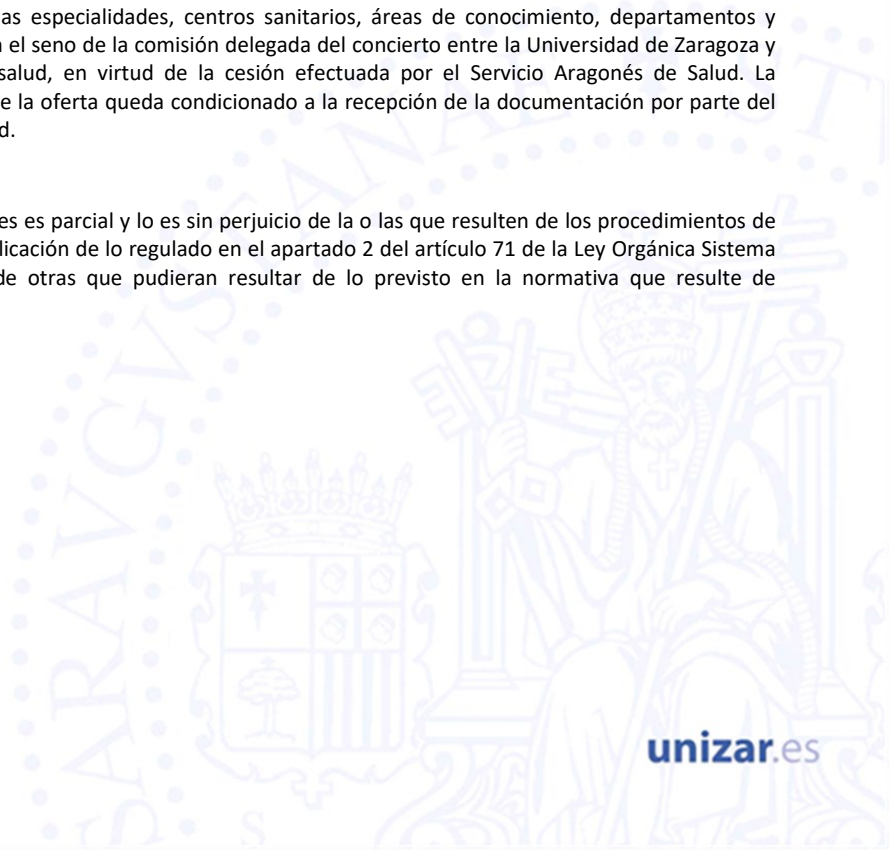 as especialidades, centros sanitarios, áreas de conocimiento, departamentos y
el seno de la comisión delegada del concierto entre la Universidad de Zaragoza y
salud, en virtud de la cesión efectuada por el Servicio Aragonés de Salud. La
e la oferta queda condicionado a la recepción de la documentación por parte del
d.
es es parcial y lo es sin perjuicio de la o las que resulten de los procedimientos de
licación de lo regulado en el apartado 2 del artículo 71 de la Ley Orgánica Sistema
de otras que pudieran resultar de lo previsto en la normativa que resulte de
unizar.es